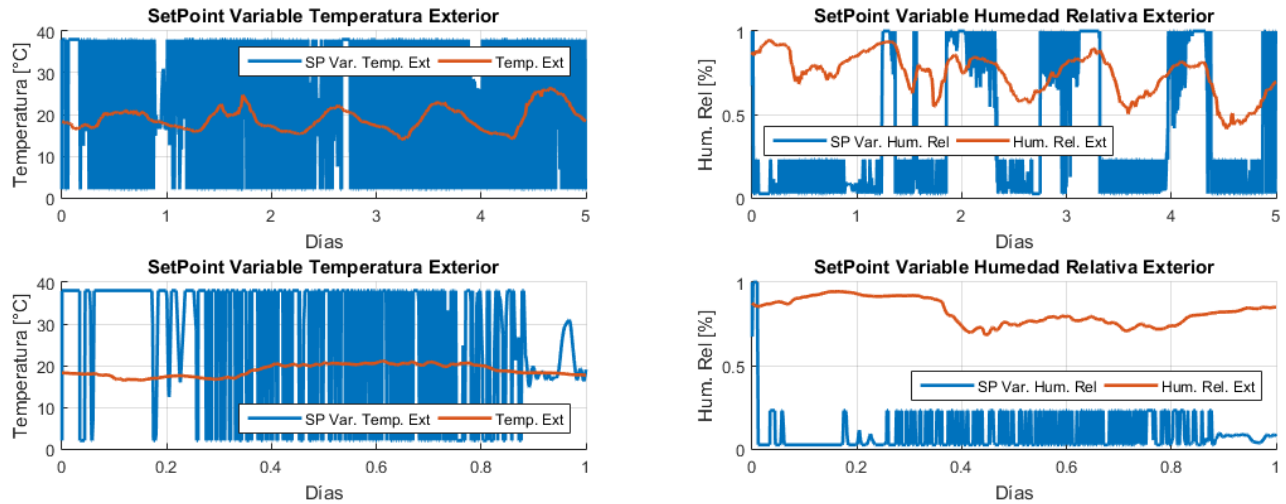 SetPoint Variable Temperatura Exterior
Temperatura [°C]
40
30
20
10
0
SP Var. Temp. Ext
Temp. Ext
0
1
2
3
4
5
Días
SetPoint Variable Humedad Relativa Exterior
Hum. Rel [%]
1
0.5
0
SP Var. Hum. Rel
Hum. Rel. Ext
0
1
2
3
4
5
Días
SetPoint Variable Temperatura Exterior
Temperatura [°C]
40
30
20
10
0
SP Var. Temp. Ext
Temp. Ext
0
0.2
0.4
0.6
0.8
1
Días
SetPoint Variable Humedad Relativa Exterior
Hum. Rel [%]
1
0.5
0
SP Var. Hum. Rel
Hum. Rel. Ext
0
0.2
0.4
0.6
0.8
1
Días